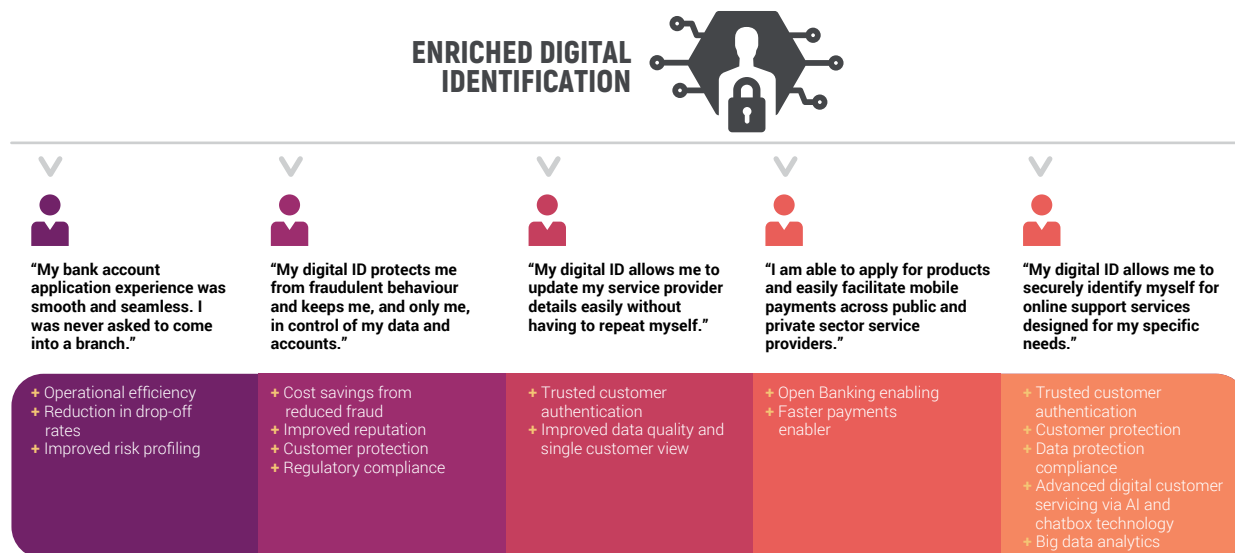 ENRICHED DIGITAL
IDENTIFICATION
“My bank account
application experience was
smooth and seamless. I
was never asked to come
into a branch.”
+ Operational efficiency
+ Reduction in drop-off
rates
+ Improved risk profiling
“My digital ID protects me
from fraudulent behaviour
and keeps me, and only me,
in control of my data and
accounts.”
+ Cost savings from
reduced fraud
+ Improved reputation
+ Customer protection
+ Regulatory compliance
“My digital ID allows me to
update my service provider
details easily without
having to repeat myself.”
+ Trusted customer
authentication
+ Improved data quality and
single customer view
“I am able to apply for products
and easily facilitate mobile
payments across public and
private sector service
providers.”
+ Open Banking enabling
+ Faster payments
enabler
“My digital ID allows me to
securely identify myself for
online support services
designed for my specific
needs.”
+ Trusted customer
authentication
+ Customer protection
+ Data protection
compliance
+ Advanced digital customer
servicing via AI and
chatbox technology
+ Big data analytics